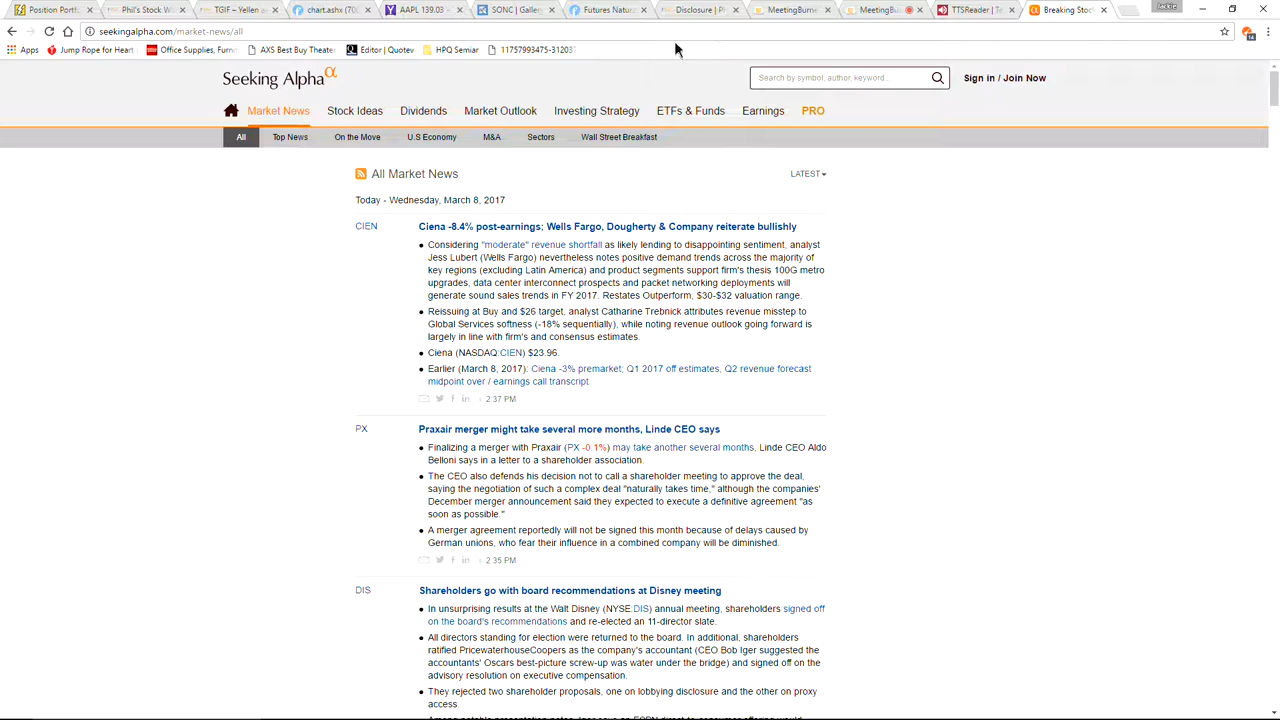 Position Portf
Phil's Stock W
TGIF – Yellen a
chart.ashx (70
AAPL 139.03
SONC | Galler
Futures Natur
Disclosure | P
MeetingBurne
MeetingBu
TTSReader | Te
Breaking Stoc
Jackie
seekingalpha.com/market-news/all
14
Apps
Jump Rope for Heart
Office Supplies, Furni
AXS Best Buy Theater
Editor | Quotev
HPQ Semiar
11757993475-31203
Seeking Alpha α
Search by symbol, author, keyword...
Sign in / Join Now
Market News
Stock Ideas
Dividends
Market Outlook
Investing Strategy
ETFs & Funds
Earnings
PRO
All
Top News
On the Move
U.S Economy
M&A
Sectors
Wall Street Breakfast
All Market News
LATEST
Today - Wednesday, March 8, 2017
CIEN
Ciena -8.4% post-earnings; Wells Fargo, Dougherty & Company reiterate bullishly
Considering "moderate" revenue shortfall as likely lending to disappointing sentiment, analyst
Jess Lubert (Wells Fargo) nevertheless notes positive demand trends across the majority of
key regions (excluding Latin America) and product segments support firm's thesis 100G metro
upgrades, data center interconnect prospects and packet networking deployments will
generate sound sales trends in FY 2017. Restates Outperform, $30-$32 valuation range.
Reissuing at Buy and $26 target, analyst Catharine Trebnick attributes revenue misstep to
Global Services softness (-18% sequentially), while noting revenue outlook going forward is
largely in line with firm's and consensus estimates.
Ciena (NASDAQ:CIEN) $23.96.
Earlier (March 8, 2017): Ciena -3% premarket; Q1 2017 off estimates, Q2 revenue forecast
midpoint over / earnings call transcript
2:37 PM
PX
Praxair merger might take several more months, Linde CEO says
Finalizing a merger with Praxair (PX -0.1%) may take another several months, Linde CEO Aldo
Belloni says in a letter to a shareholder association.
The CEO also defends his decision not to call a shareholder meeting to approve the deal,
saying the negotiation of such a complex deal "naturally takes time," although the companies'
December merger announcement said they expected to execute a definitive agreement "as
soon as possible."
A merger agreement reportedly will not be signed this month because of delays caused by
German unions, who fear their influence in a combined company will be diminished.
2:35 PM
DIS
Shareholders go with board recommendations at Disney meeting
In unsurprising results at the Walt Disney (NYSE:DIS) annual meeting, shareholders signed off
on the board's recommendations and re-elected an 11-director slate.
All directors standing for election were returned to the board. In addition, shareholders
ratified PricewaterhouseCoopers as the company's accountant (CEO Bob Iger suggested the
accountants' Oscars best-picture screw-up was water under the bridge) and signed off on the
advisory resolution on executive compensation.
They rejected two shareholder proposals, one on lobbying disclosure and the other on proxy
access.